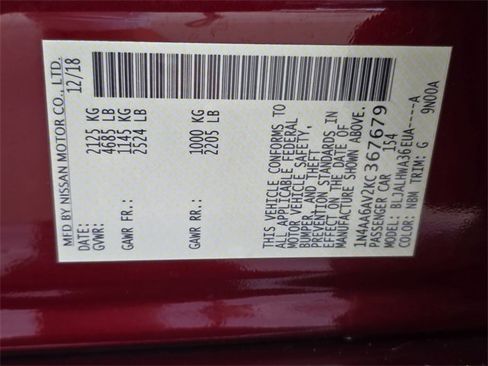 MFD BY NISSAN MOTOR CO., LTD.
12/18
2125 KG
GVWR: 4685 LB
1145 KG
GAWR FR.: 2524 LB
1000 KG
GAWR RR.: 2205 LB
THIS VEHICLE CONFORMS TO
ALL APPLICABLE FEDERAL
MOTOR VEHICLE SAFETY,
BUMPER, AND THEFT
PREVENTION STANDARDS IN
EFFECT ON THE DATE OF
MANUFACTURE SHOWN ABOVE.
1N4AA6AV2KC367679
PASSENGER CAR 154
MODEL: BLJALHWA36EUA----A
COLOR: NBM TRIM: G 9N00A